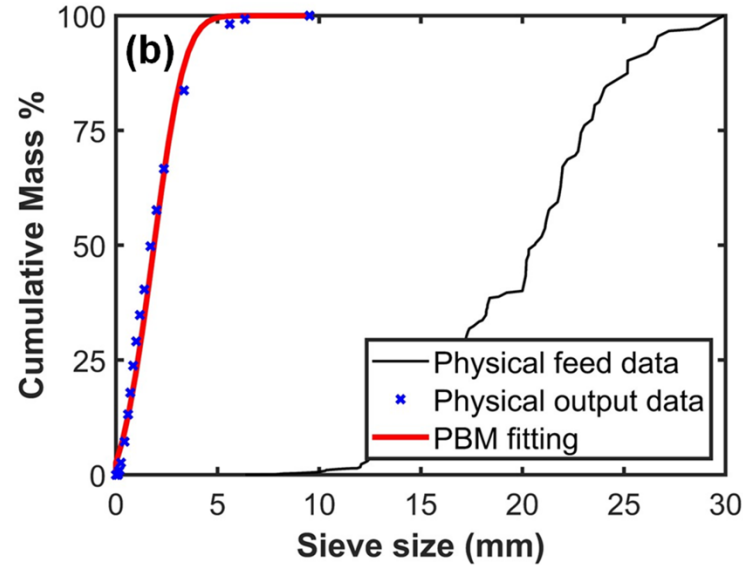 (b)
Cumulative Mass %
100
75
50
25
0
Physical feed data
Physical output data
PBM fitting
0 5 10 15 20 25 30
Sieve size (mm)